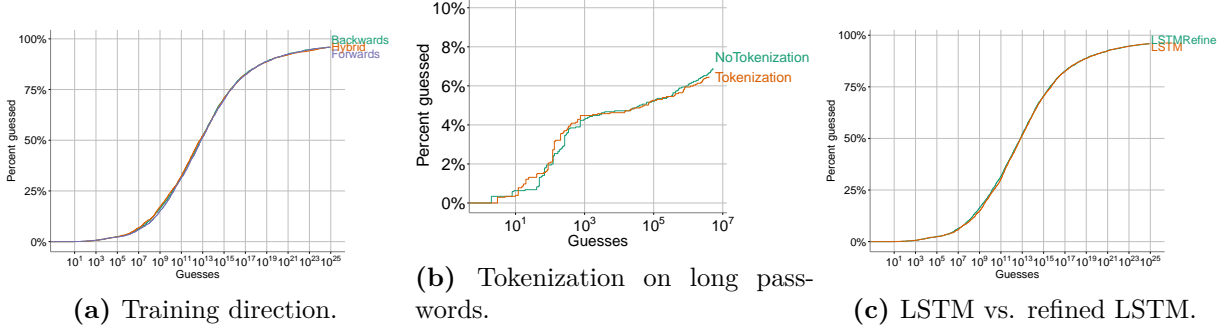 100%
75%
50%
25%
0%
Percent guessed
Backwards
Hybrid
Forwards
10^1 10^3 10^5 10^7 10^9 10^11 10^13 10^15 10^17 10^19 10^21 10^23 10^25
Guesses
(a) Training direction.
10%
8%
6%
4%
2%
0%
Percent guessed
NoTokenization
Tokenization
10^1 10^3 10^5 10^7
Guesses
(b) Tokenization on long pass-
words.
100%
75%
50%
25%
0%
Percent guessed
LSTMRefine
LSTM
10^1 10^3 10^5 10^7 10^9 10^11 10^13 10^15 10^17 10^19 10^21 10^23 10^25
Guesses
(c) LSTM vs. refined LSTM.